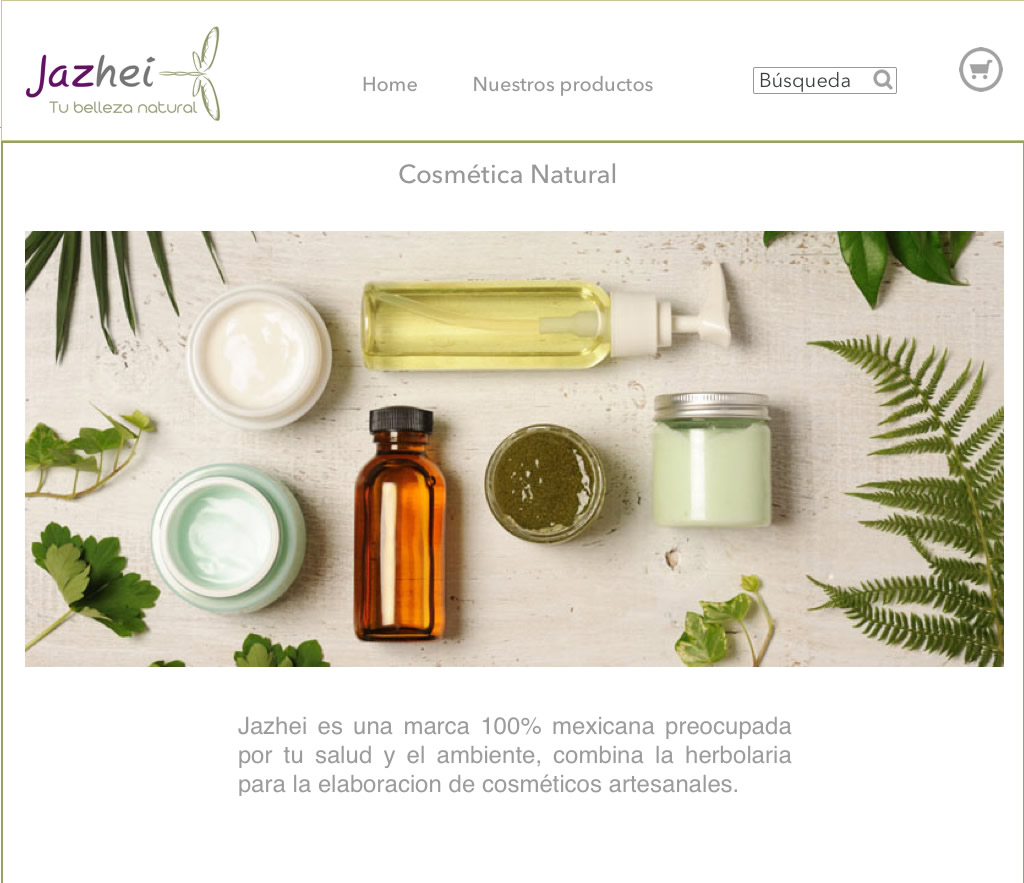 Jazhei
Tu belleza natural
Home
Nuestros productos
Búsqueda
Cosmética Natural
Jazhei es una marca 100% mexicana preocupada
por tu salud y el ambiente, combina la herbolaria
para la elaboracion de cosméticos artesanales.